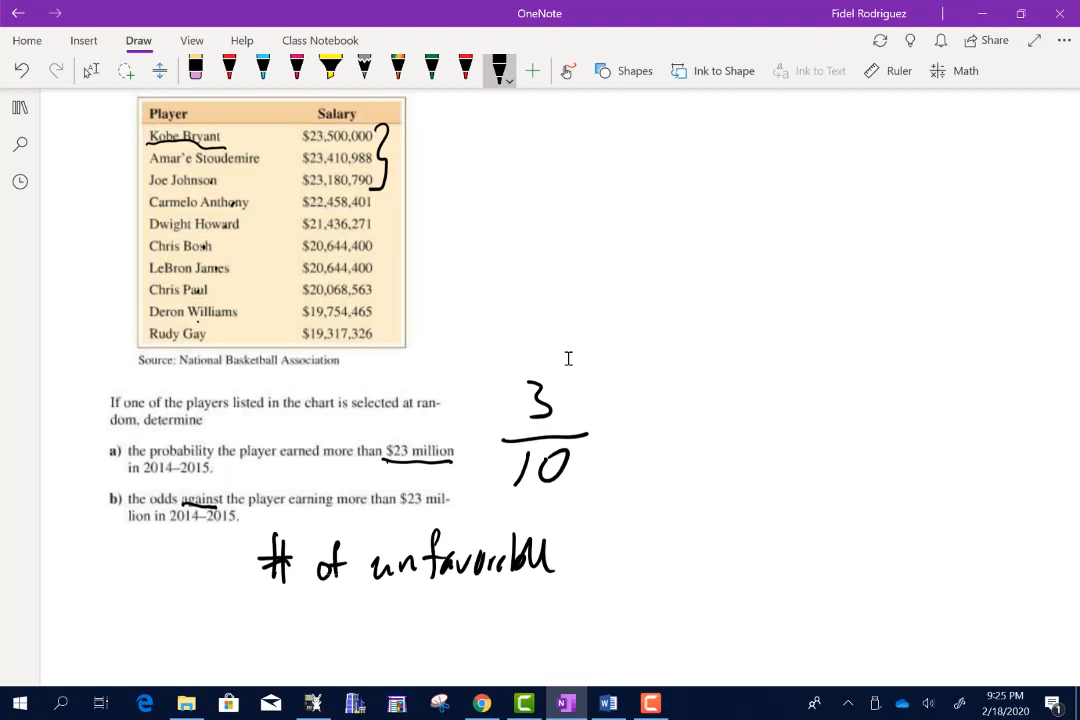 OneNote
Fidel Rodriguez
Home Insert Draw View Help Class Notebook Share
Shapes Ink to Shape Ink to Text Ruler Math
Player Salary
Kobe Bryant $23,500,000
Amar'e Stoudemire $23,410,988
Joe Johnson $23,180,790
Carmelo Anthony $22,458,401
Dwight Howard $21,436,271
Chris Bosh $20,644,400
LeBron James $20,644,400
Chris Paul $20,068,563
Deron Williams $19,754,465
Rudy Gay $19,317,326
Source: National Basketball Association
If one of the players listed in the chart is selected at ran-
dom, determine
a) the probability the player earned more than $23 million
in 2014–2015.
b) the odds against the player earning more than $23 mil-
lion in 2014–2015.
3
10
# of unfavorible
9:25 PM
2/18/2020